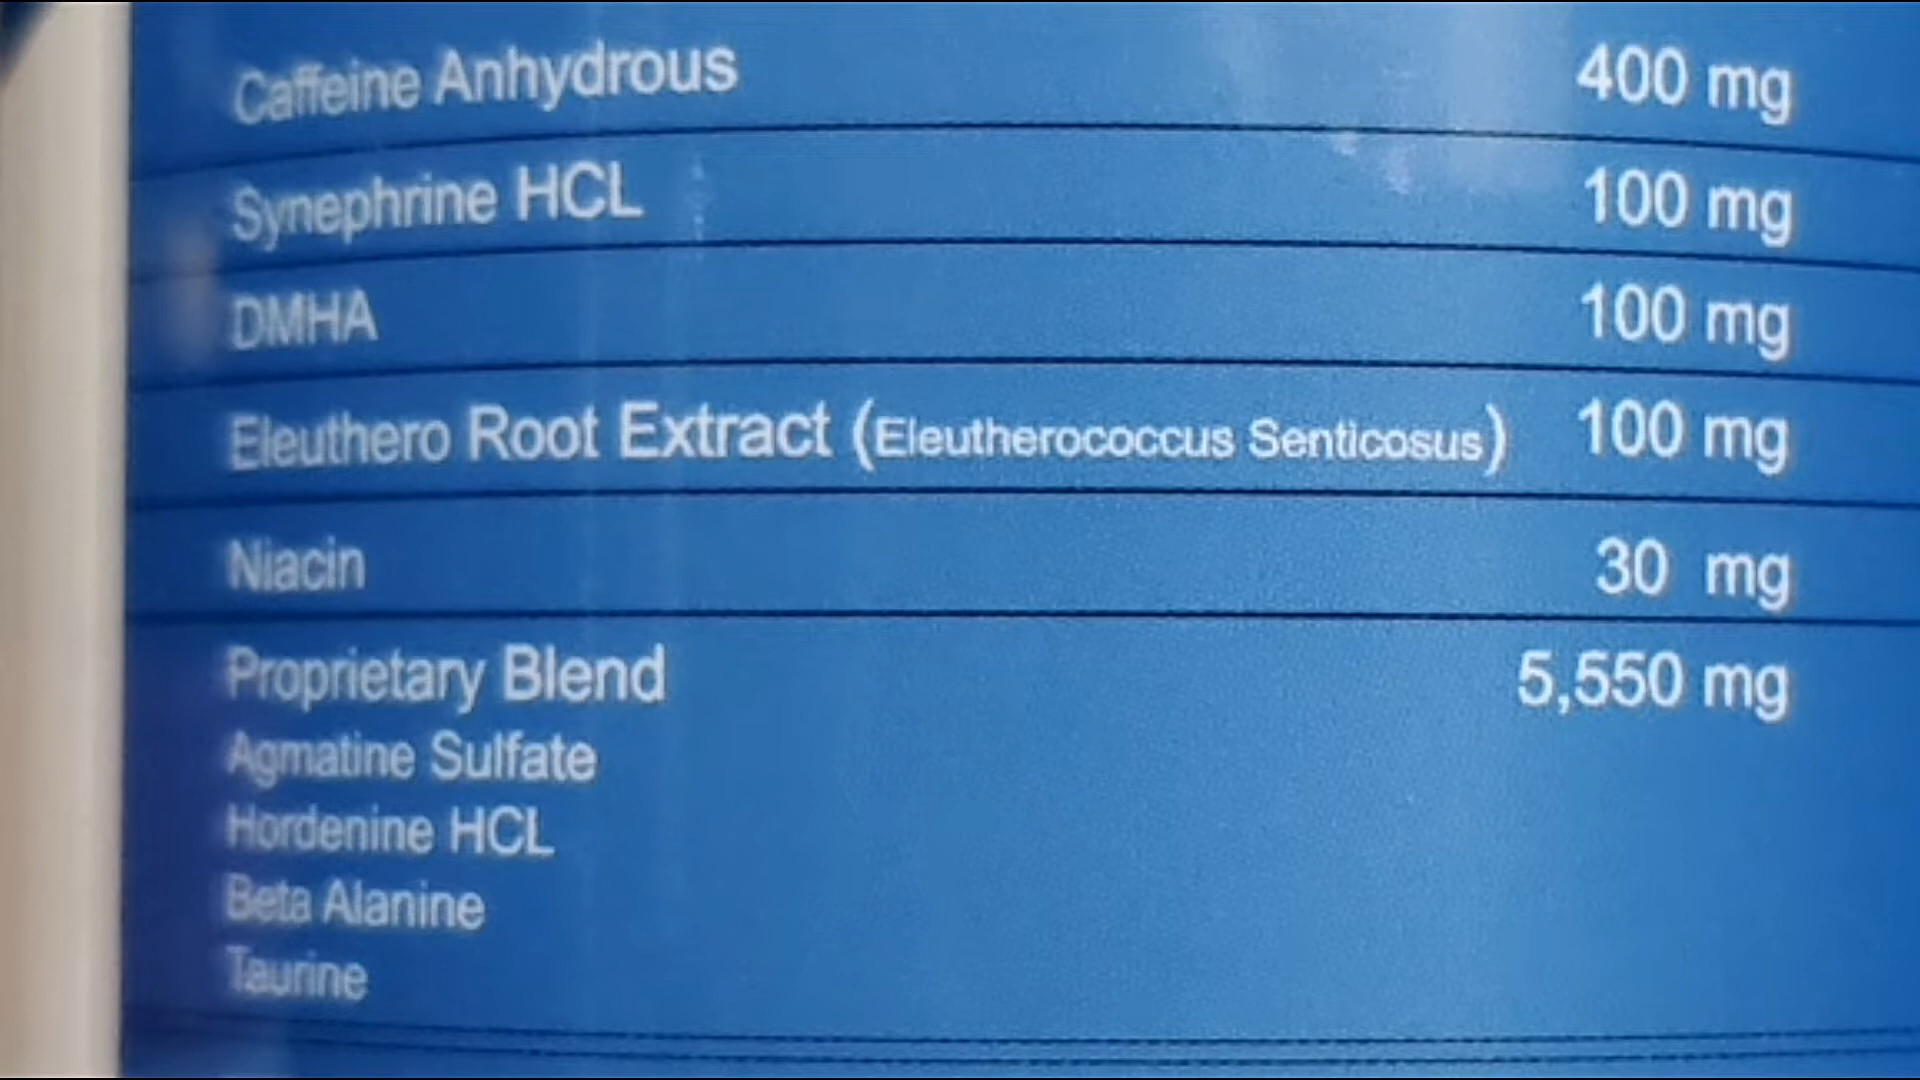 Caffeine Anhydrous 400 mg
Synephrine HCL 100 mg
DMHA 100 mg
Eleuthero Root Extract (Eleutherococcus Senticosus) 100 mg
Niacin 30 mg
Proprietary Blend 5,550 mg
Agmatine Sulfate
Hordenine HCL
Beta Alanine
Taurine